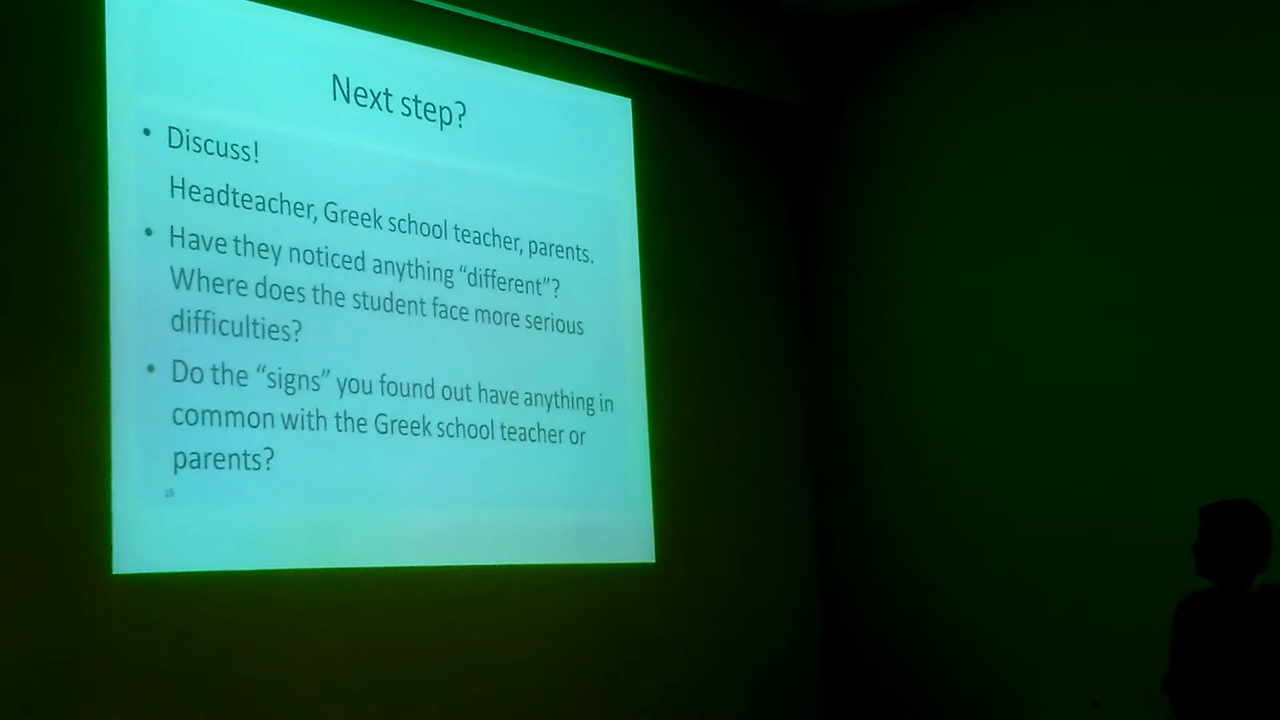 Next step?
• Discuss!
Headteacher, Greek school teacher, parents.
• Have they noticed anything “different”?
Where does the student face more serious
difficulties?
• Do the “signs” you found out have anything in
common with the Greek school teacher or
parents?